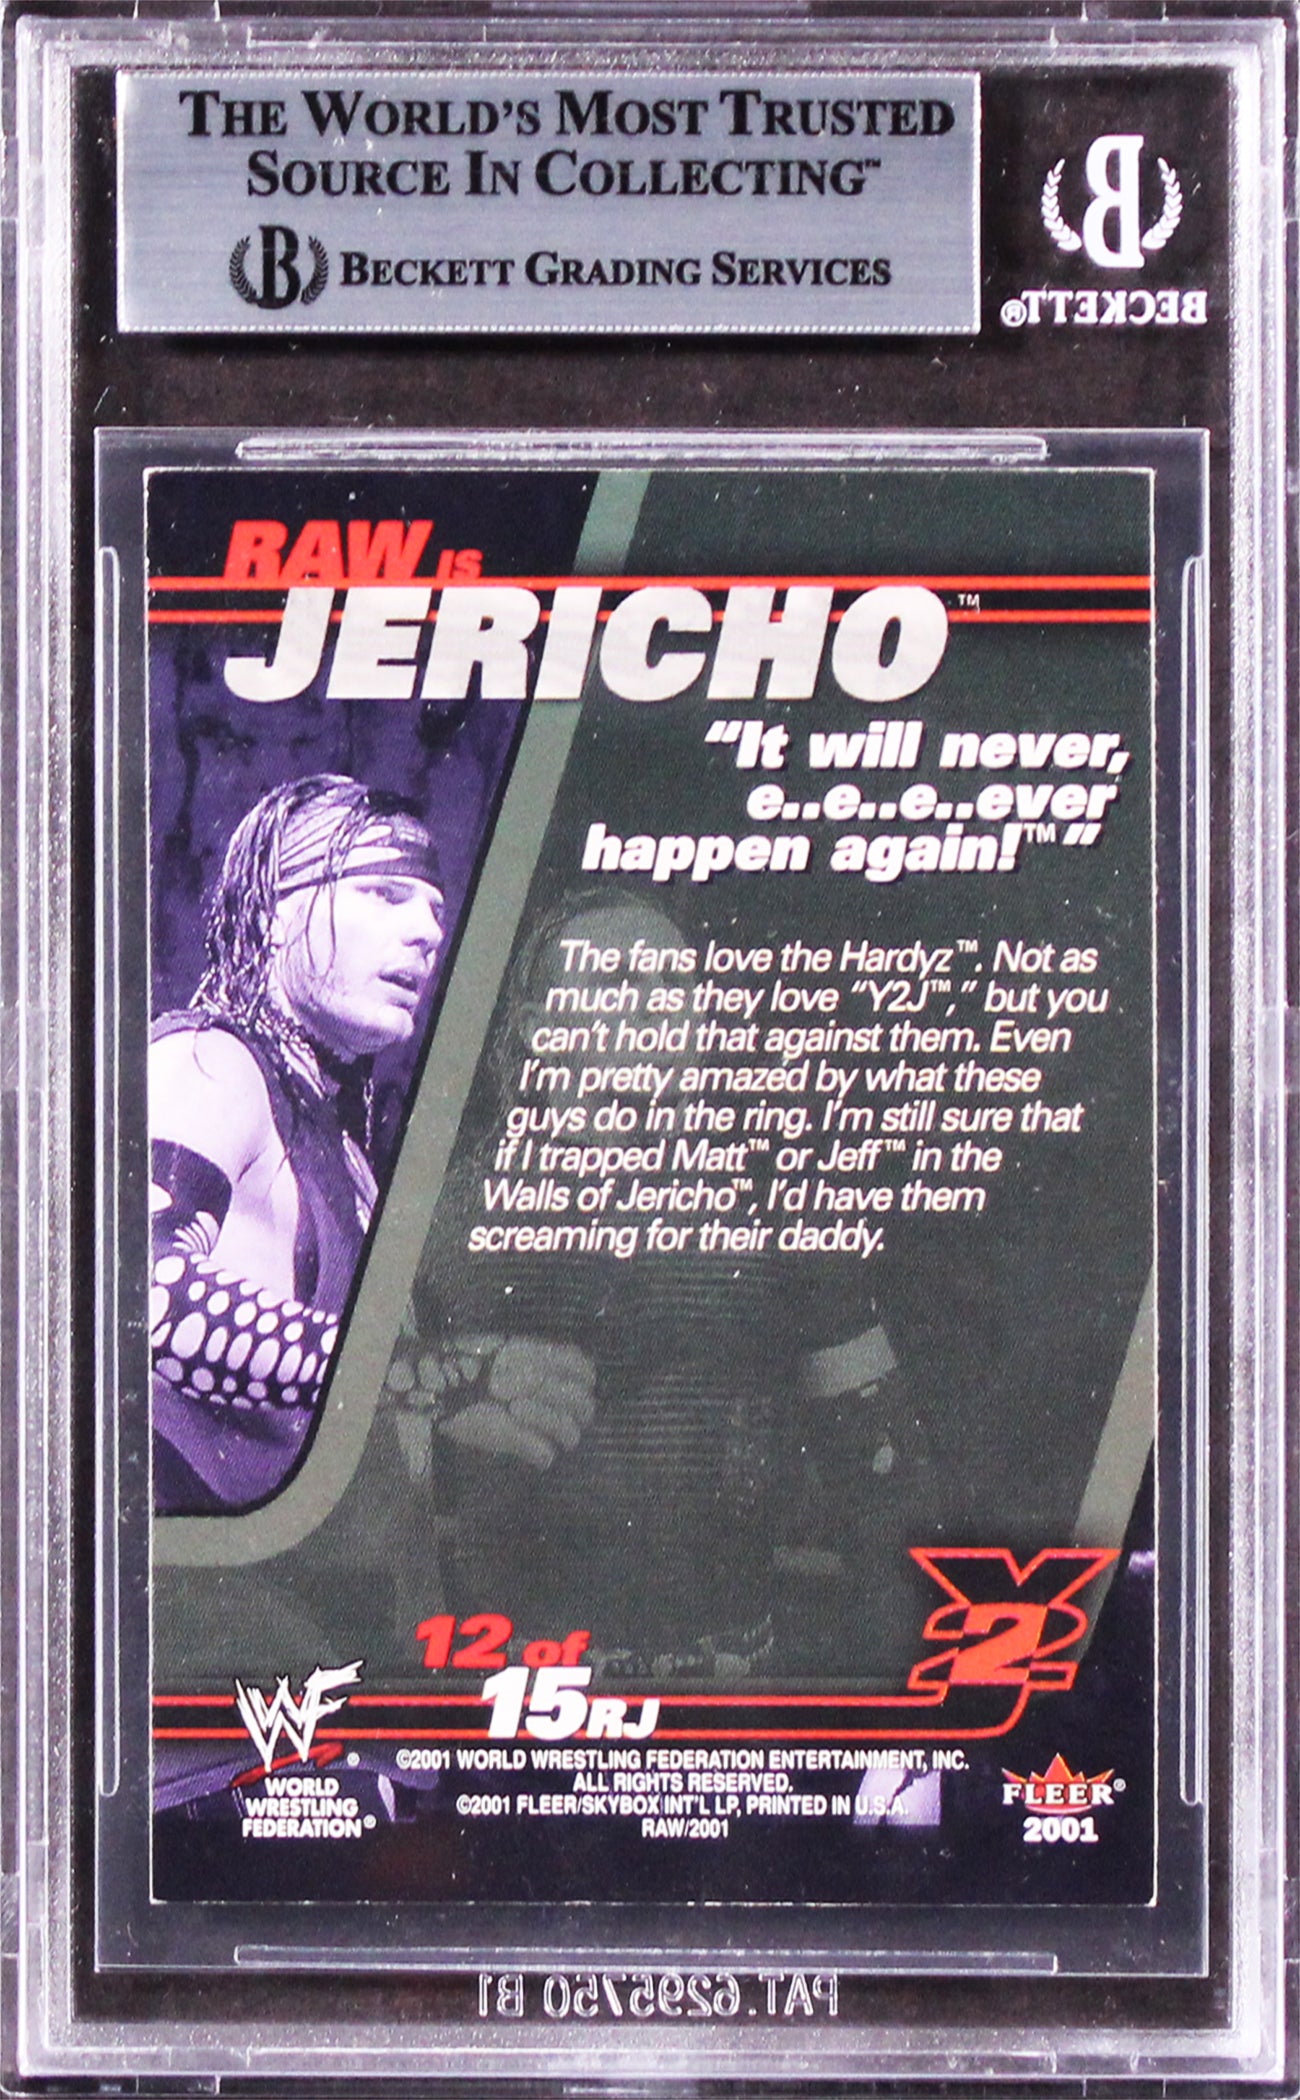 THE WORLD'S MOST TRUSTED
SOURCE IN COLLECTING™
B BECKETT GRADING SERVICES
B
BECKETT®
RAW IS
JERICHO™
"It will never,
e..e..e..ever
happen again!™"
The fans love the Hardyz™. Not as
much as they love "Y2J™," but you
can't hold that against them. Even
I'm pretty amazed by what these
guys do in the ring. I'm still sure that
if I trapped Matt™ or Jeff™ in the
Walls of Jericho™, I'd have them
screaming for their daddy.
Y2J
12 of
15RJ
WF®
WORLD
WRESTLING
FEDERATION®
©2001 WORLD WRESTLING FEDERATION ENTERTAINMENT, INC.
ALL RIGHTS RESERVED.
©2001 FLEER/SKYBOX INT'L LP, PRINTED IN U.S.A.
RAW/2001
FLEER®
2001
PAT.6295750 B1